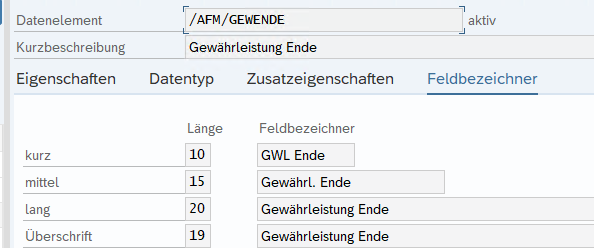 Datenelement /AFM/GEWENDE aktiv
Kurzbeschreibung Gewährleistung Ende
Eigenschaften Datentyp Zusatzeigenschaften Feldbezeichner
Länge Feldbezeichner
kurz 10 GWL Ende
mittel 15 Gewährl. Ende
lang 20 Gewährleistung Ende
Überschrift 19 Gewährleistung Ende